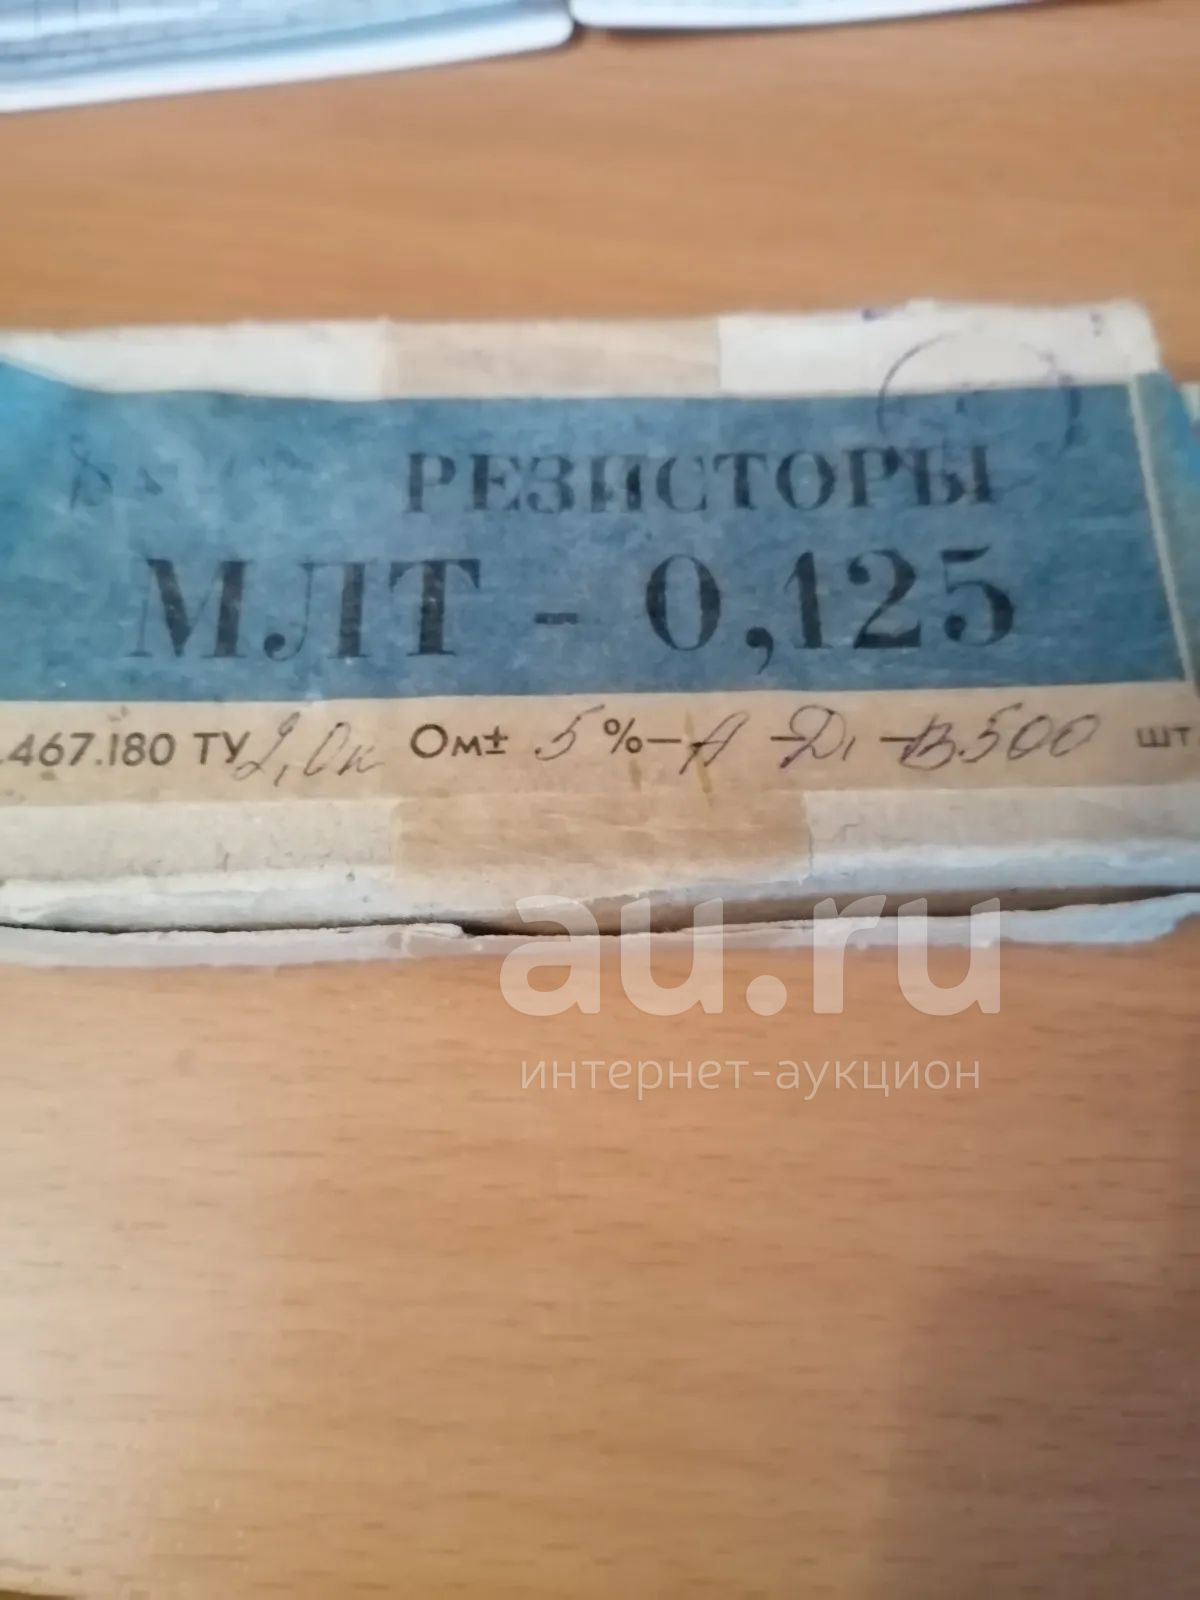 РЕЗИСТОРЫ
МЛТ - 0,125
.467.180 ТУ 2,0к Ом± 5 %-А -Д1 -В.500 шт.
au.ru
интернет-аукцион